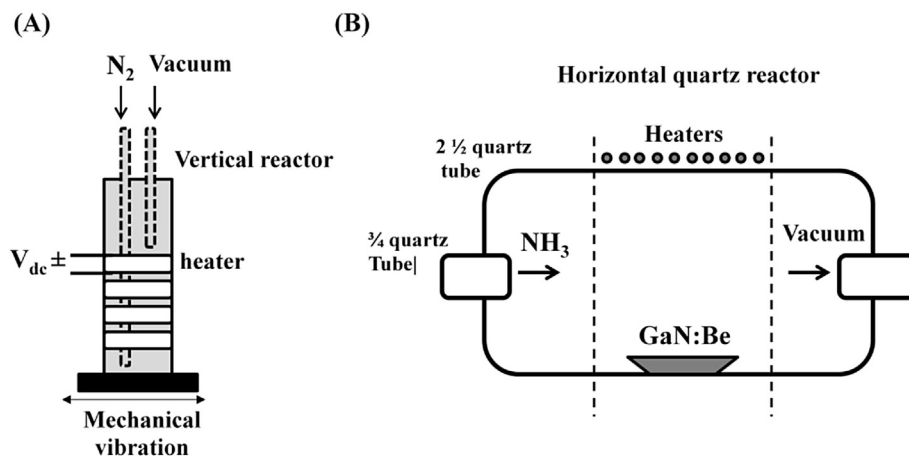 (A)
N₂
Vacuum
Vertical reactor
V_dc ±
heater
Mechanical
vibration
(B)
Horizontal quartz reactor
Heaters
2 ½ quartz
tube
¾ quartz
Tube|
NH₃
Vacuum
GaN:Be